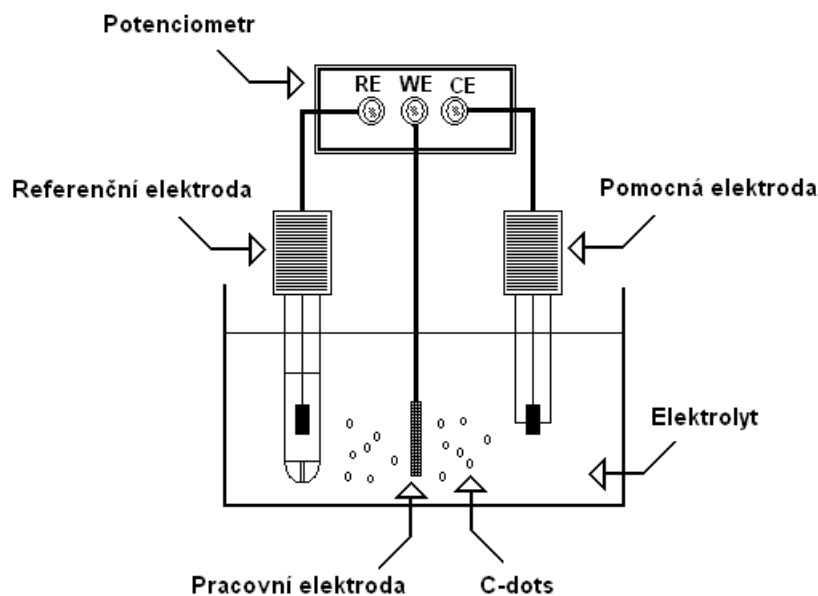 Potenciometr
RE WE CE
Referenční elektroda
Pomocná elektroda
Elektrolyt
Pracovní elektroda
C-dots